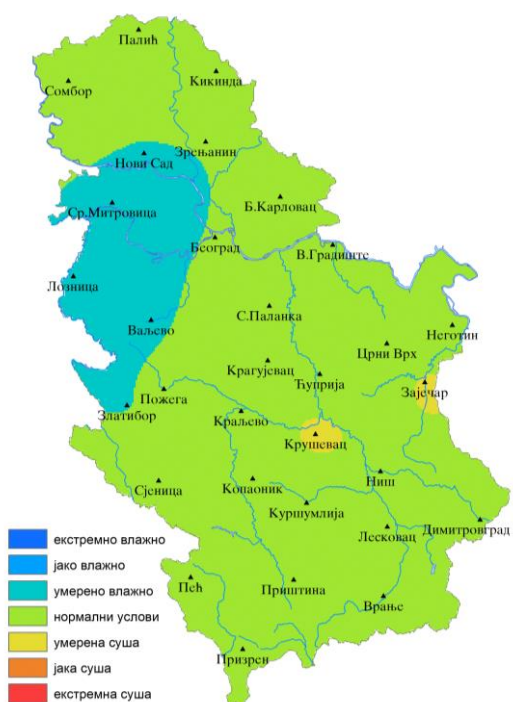 Палић
Кикинда
Сомбор
Зрењанин
Нови Сад
Ср.Митровица
Б.Карловац
Београд
В.Градиште
Лозница
С.Паланка
Ваљево
Неготин
Црни Врх
Крагујевац
Ћуприја
Зајечар
Пожега
Златибор
Краљево
Крушевац
Ниш
Сјеница
Копаоник
Куршумлија
Димитровград
Лесковац
Пећ
Приштина
Врање
Призрен
екстремно влажно
јако влажно
умерено влажно
нормални услови
умерена суша
јака суша
екстремна суша